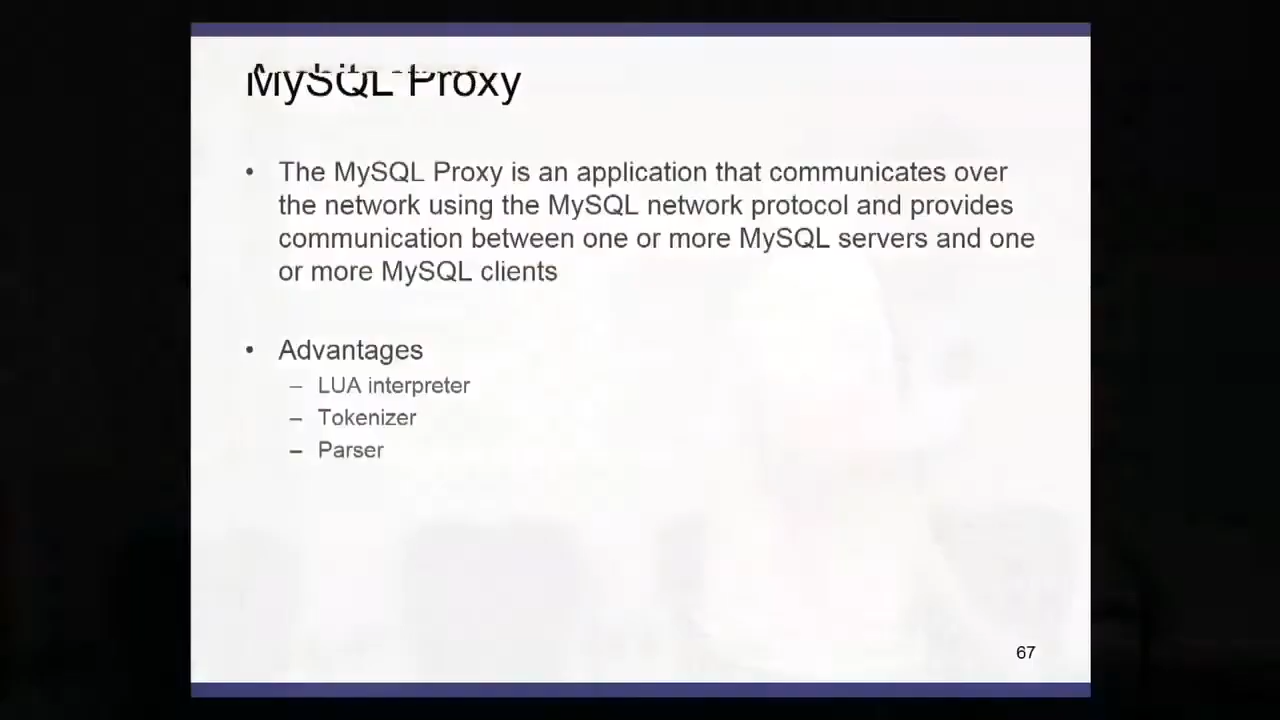 MySQL Proxy
• The MySQL Proxy is an application that communicates over
the network using the MySQL network protocol and provides
communication between one or more MySQL servers and one
or more MySQL clients
• Advantages
– LUA interpreter
– Tokenizer
– Parser
67